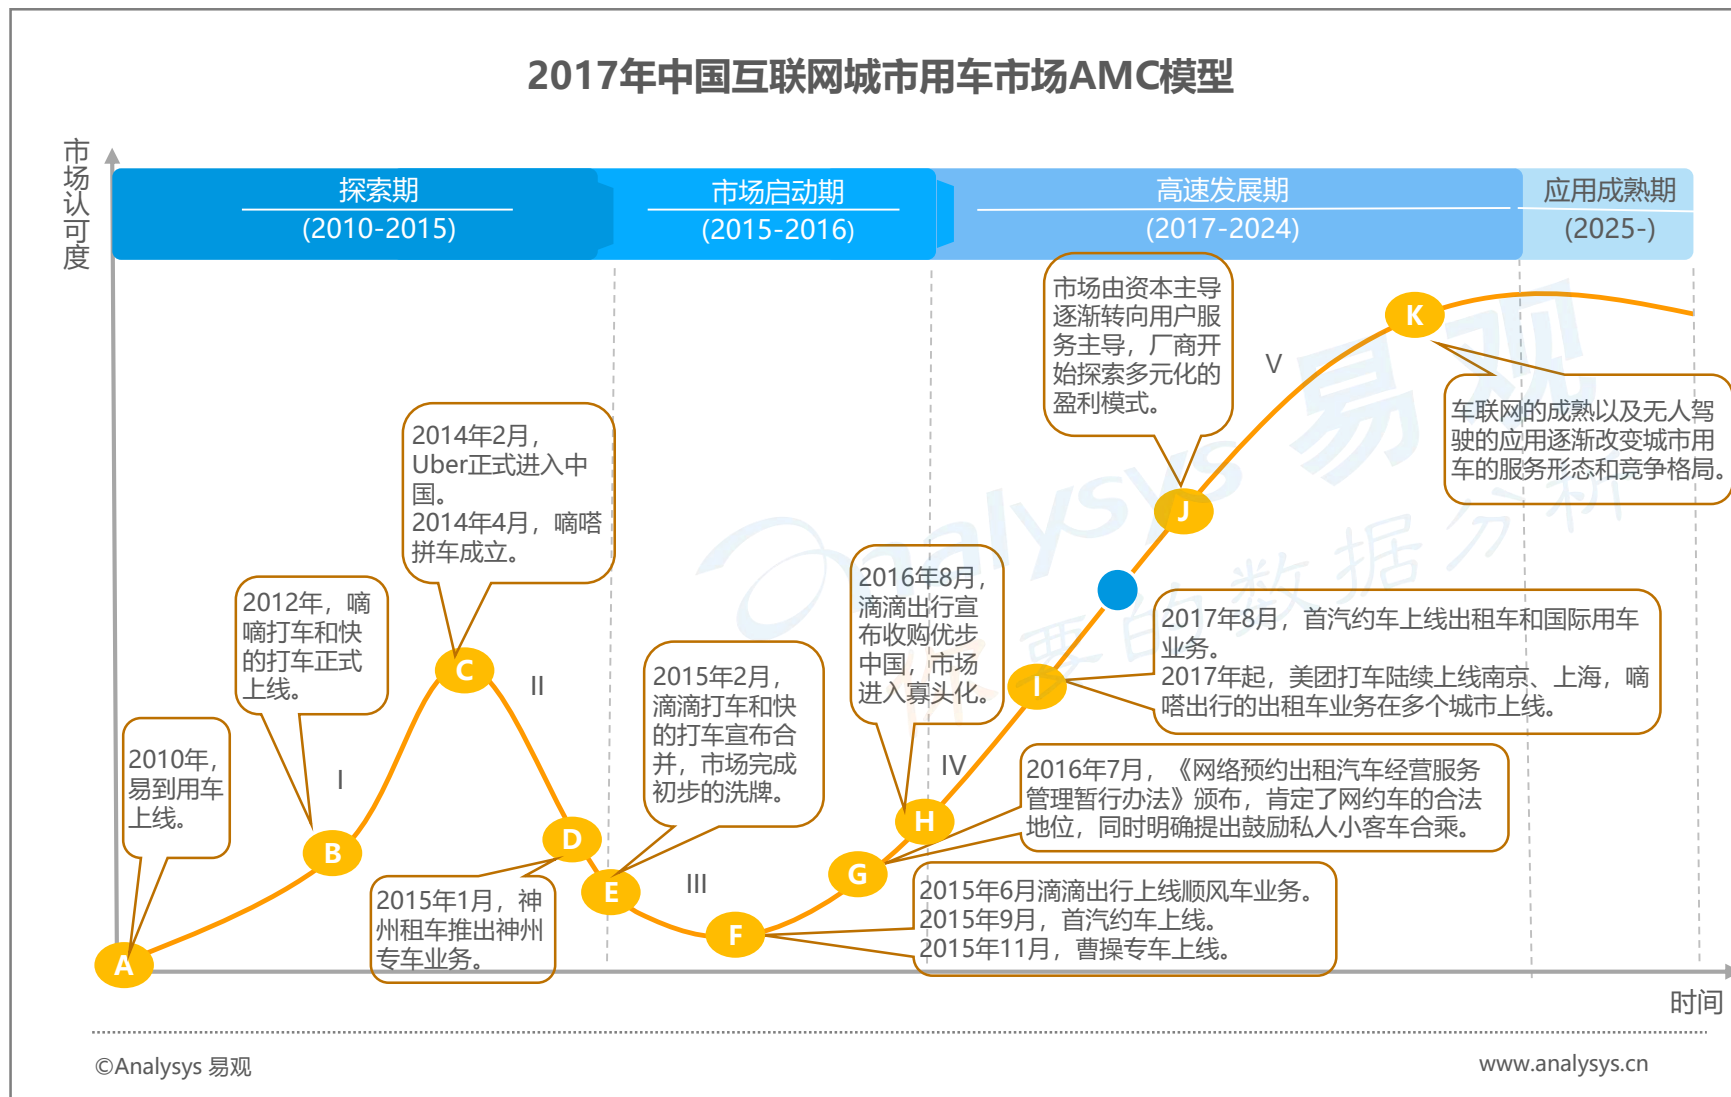 2017年中国互联网城市用车市场AMC模型
市场认可度
探索期
(2010-2015)
市场启动期
(2015-2016)
高速发展期
(2017-2024)
应用成熟期
(2025-)
市场由资本主导
逐渐转向用户服
务主导，厂商开
始探索多元化的
盈利模式。
K
V
车联网的成熟以及无人驾
驶的应用逐渐改变城市用
车的服务形态和竞争格局。
2014年2月，
Uber正式进入中
国。
2014年4月，嘀嗒
拼车成立。
J
2016年8月，
滴滴出行宣
布收购优步
中国，市场
进入寡头化。
2012年，嘀
嘀打车和快
的打车正式
上线。
C
II
2015年2月，
滴滴打车和快
的打车宣布合
并，市场完成
初步的洗牌。
I
2017年8月，首汽约车上线出租车和国际用车
业务。
2017年起，美团打车陆续上线南京、上海，嘀
嗒出行的出租车业务在多个城市上线。
2010年，
易到用车
上线。
I
IV
2016年7月，《网络预约出租汽车经营服务
管理暂行办法》颁布，肯定了网约车的合法
地位，同时明确提出鼓励私人小客车合乘。
B
D
H
G
E
III
2015年1月，神
州租车推出神州
专车业务。
F
2015年6月滴滴出行上线顺风车业务。
2015年9月，首汽约车上线。
2015年11月，曹操专车上线。
A
时间
©Analysys 易观
www.analysys.cn
analysys 易观
你要的数据分析